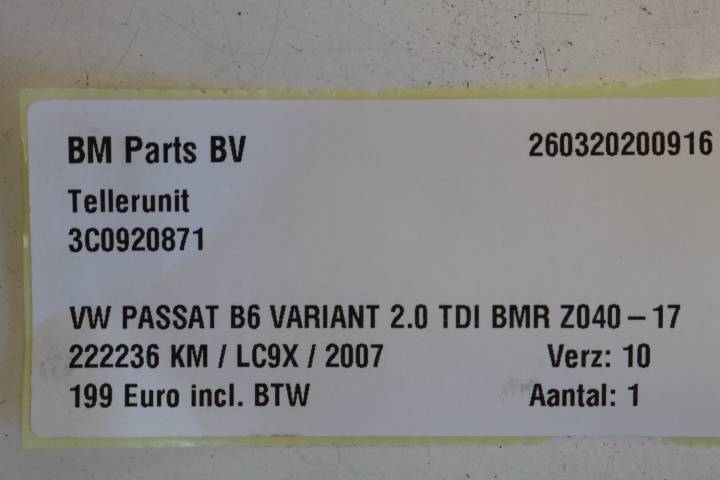 BM Parts BV 260320200916
Tellerunit
3C0920871
VW PASSAT B6 VARIANT 2.0 TDI BMR Z040-17
222236 KM / LC9X / 2007 Verz: 10
199 Euro incl. BTW Aantal: 1